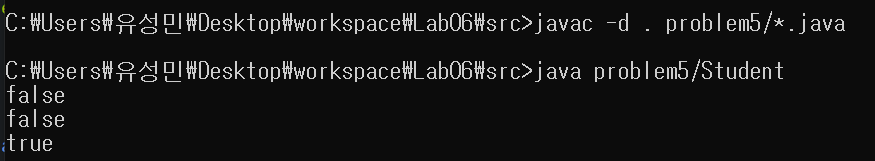 C:₩Users₩유성민₩Desktop₩workspace₩Lab06₩src>javac -d . problem5/*.java
C:₩Users₩유성민₩Desktop₩workspace₩Lab06₩src>java problem5/Student
false
false
true